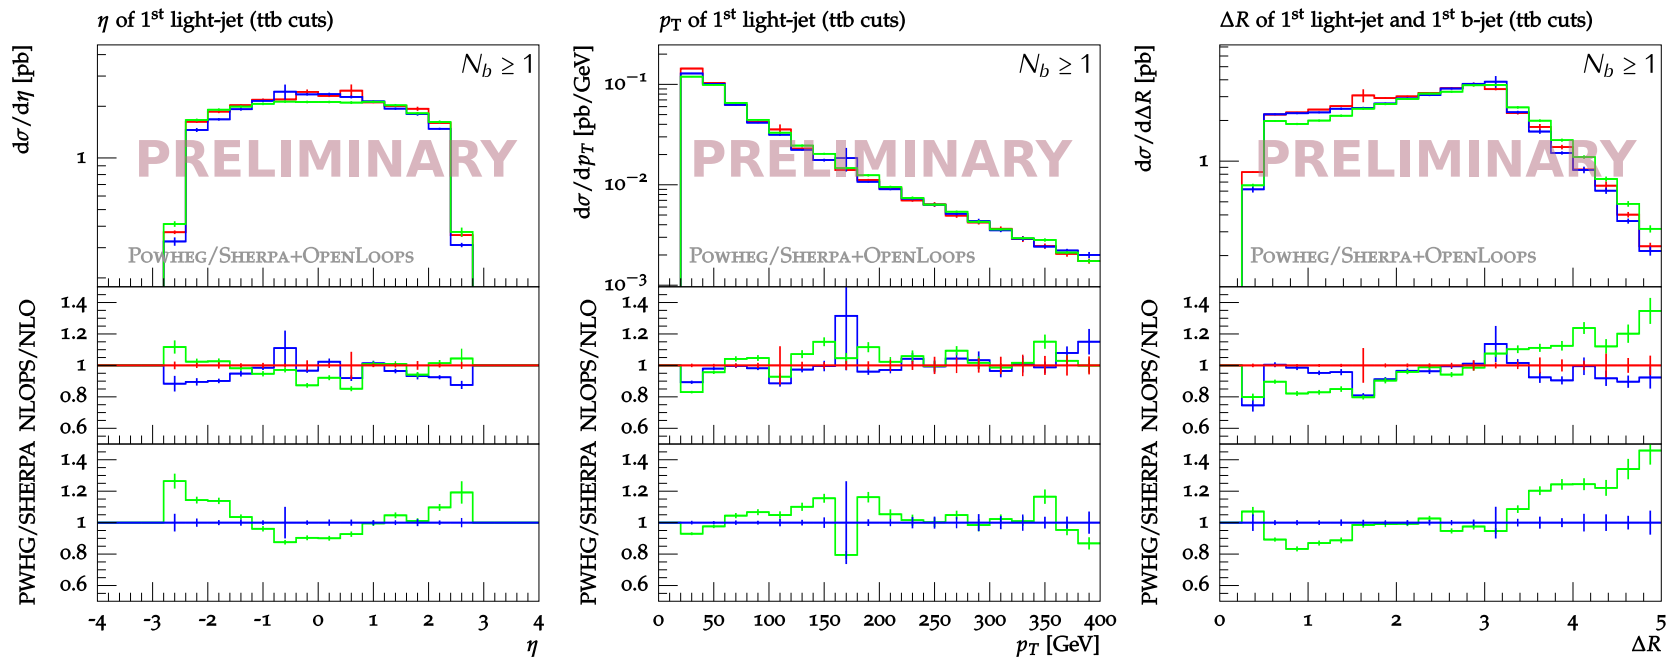 η of 1st light-jet (ttb cuts)
dσ/dη [pb]
N_b ≥ 1
1
PRELIMINARY
POWHEG/SHERPA+OPENLOOPS
NLOPS/NLO
1.4
1.2
1
0.8
0.6
PWHG/SHERPA
1.4
1.2
1
0.8
0.6
-4 -3 -2 -1 0 1 2 3 4
η
p_T of 1st light-jet (ttb cuts)
dσ/dp_T [pb/GeV]
N_b ≥ 1
10^−1
10^−2
10^−3
PRELIMINARY
POWHEG/SHERPA+OPENLOOPS
NLOPS/NLO
1.4
1.2
1
0.8
0.6
PWHG/SHERPA
1.4
1.2
1
0.8
0.6
0 50 100 150 200 250 300 350 400
p_T [GeV]
ΔR of 1st light-jet and 1st b-jet (ttb cuts)
dσ/dΔR [pb]
N_b ≥ 1
1
PRELIMINARY
POWHEG/SHERPA+OPENLOOPS
NLOPS/NLO
1.4
1.2
1
0.8
0.6
PWHG/SHERPA
1.4
1.2
1
0.8
0.6
0 1 2 3 4 5
ΔR